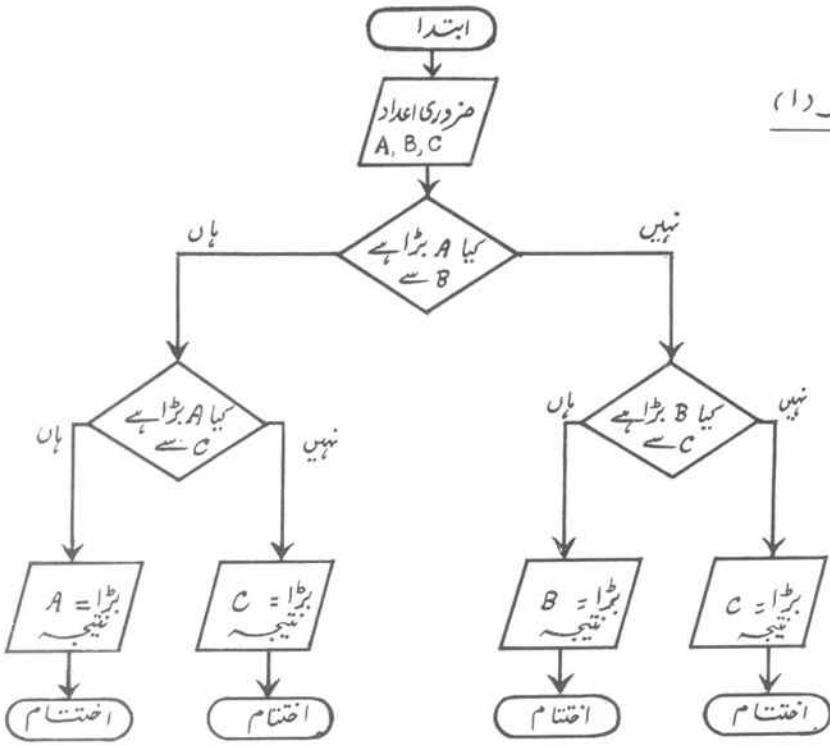 ابتدا
(۱)
ضروری اعداد
A, B, C
ہاں
نہیں
کیا A بڑا ہے
B سے
کیا A بڑا ہے
C سے
ہاں
نہیں
کیا B بڑا ہے
C سے
ہاں
نہیں
بڑا = A
نتیجہ
بڑا = C
نتیجہ
بڑا = B
نتیجہ
بڑا = C
نتیجہ
اختتام
اختتام
اختتام
اختتام